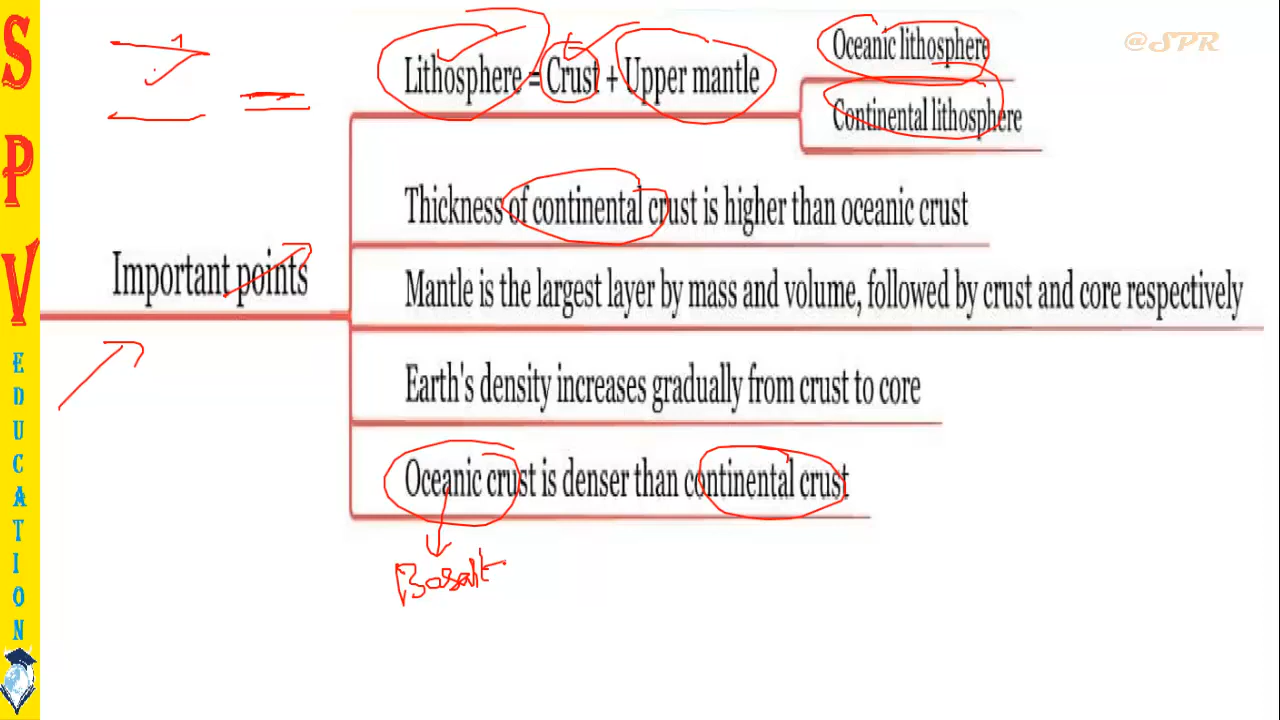 SPV
EDUCATION
@SPR
Lithosphere = Crust + Upper mantle
Oceanic lithosphere
Continental lithosphere
Thickness of continental crust is higher than oceanic crust
Important points
Mantle is the largest layer by mass and volume, followed by crust and core respectively
Earth's density increases gradually from crust to core
Oceanic crust is denser than continental crust
Basalt